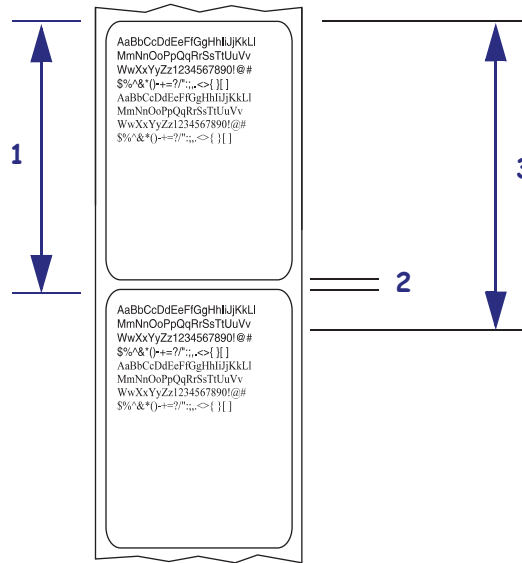 AaBbCcDdEeFfGgHhIiJjKkLl
MmNnOoPpQqRrSsTtUuVv
WwXxYyZz1234567890!@#
$%^&*()-+=?/":;,.<>{ }[ ]
AaBbCcDdEeFfGgHhIiJjKkLl
MmNnOoPpQqRrSsTtUuVv
WwXxYyZz1234567890!@#
$%^&*()-+=?/":;,.<>{ }[ ]
1
3
2
AaBbCcDdEeFfGgHhIiJjKkLl
MmNnOoPpQqRrSsTtUuVv
WwXxYyZz1234567890!@#
$%^&*()-+=?/":;,.<>{ }[ ]
AaBbCcDdEeFfGgHhIiJjKkLl
MmNnOoPpQqRrSsTtUuVv
WwXxYyZz1234567890!@#
$%^&*()-+=?/":;,.<>{ }[ ]